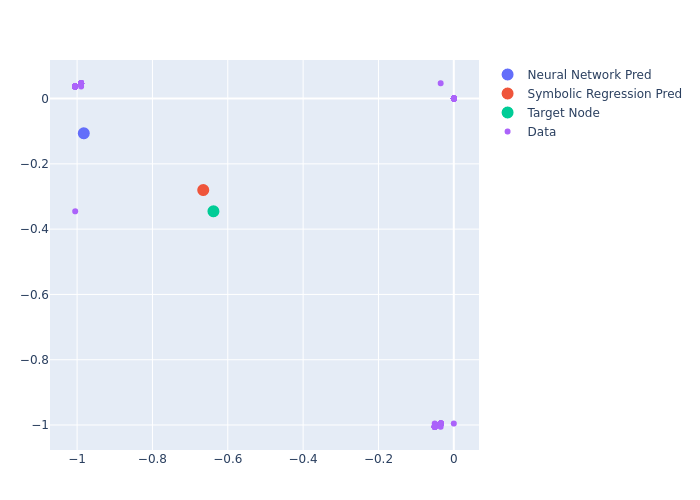 Neural Network Pred
Symbolic Regression Pred
Target Node
Data
0
−0.2
−0.4
−0.6
−0.8
−1
−1 −0.8 −0.6 −0.4 −0.2 0